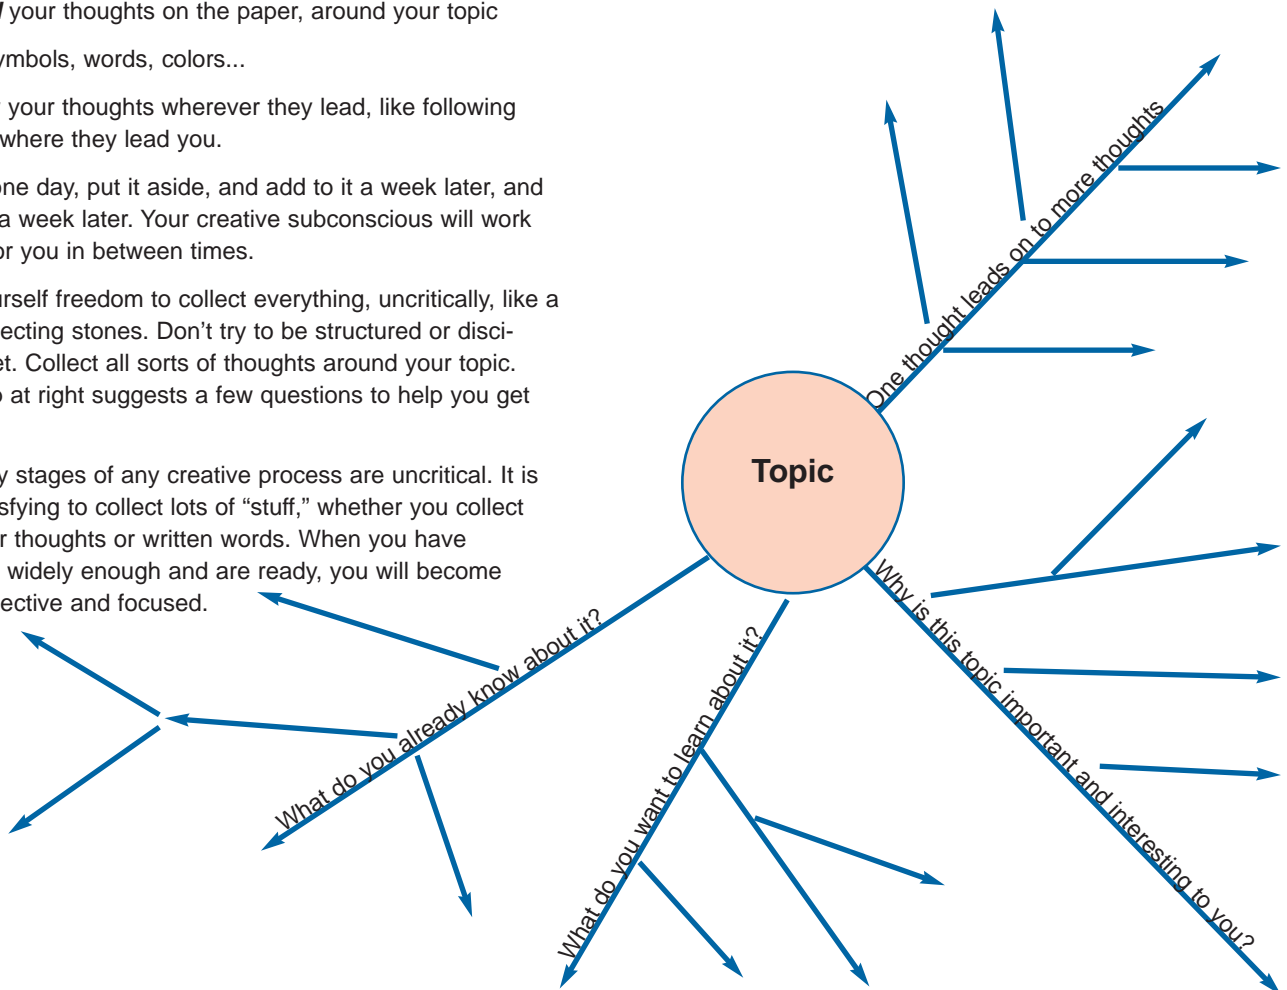 your thoughts on the paper, around your topic
ymbols, words, colors...
your thoughts wherever they lead, like following
where they lead you.
one day, put it aside, and add to it a week later, and
a week later. Your creative subconscious will work
or you in between times.
urself freedom to collect everything, uncritically, like a
ecting stones. Don’t try to be structured or disci-
et. Collect all sorts of thoughts around your topic.
at right suggests a few questions to help you get
y stages of any creative process are uncritical. It is
sfying to collect lots of “stuff,” whether you collect
r thoughts or written words. When you have
widely enough and are ready, you will become
ective and focused.
One thought leads on to more thoughts
Topic
Why is this topic important and interesting to you?
What do you want to learn about it?
What do you already know about it?